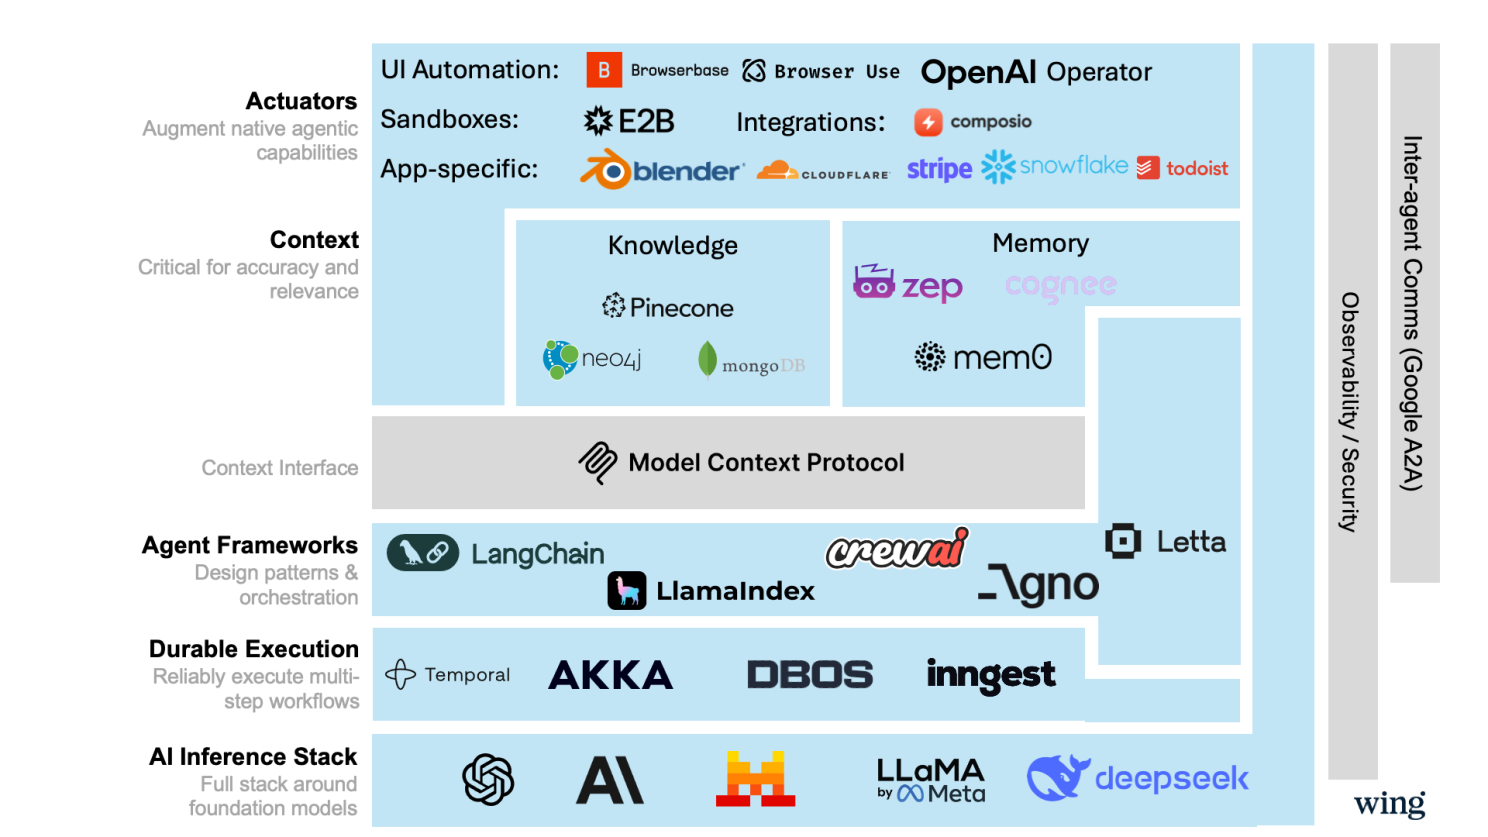 Actuators
Augment native agentic
capabilities
UI Automation: B Browserbase Browser Use OpenAI Operator
Sandboxes: E2B Integrations: composio
App-specific: blender CLOUDFLARE stripe snowflake todoist
Context
Critical for accuracy and
relevance
Knowledge
Pinecone
neo4j mongoDB
Memory
zep cognee
mem0
Context Interface
Model Context Protocol
Agent Frameworks
Design patterns &
orchestration
LangChain crewai
LlamaIndex Agno
Letta
Durable Execution
Reliably execute multi-
step workflows
Temporal AKKA DBOS inngest
AI Inference Stack
Full stack around
foundation models
AI LLaMA
by Meta
deepseek
Observability / Security
Inter-agent Comms (Google A2A)
wing